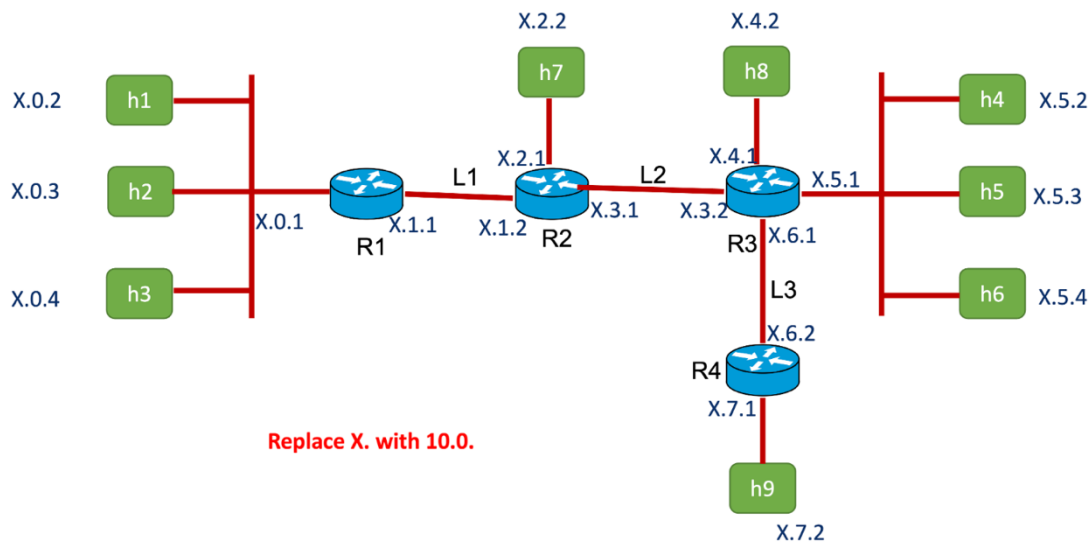 X.2.2
X.4.2
h7
h8
X.0.2
h1
h4
X.5.2
X.2.1
X.4.1
X.0.3
h2
L1
L2
X.5.1
h5
X.5.3
X.0.1
X.1.1
X.1.2
X.3.1
X.3.2
R1
R2
R3
X.6.1
X.0.4
h3
L3
h6
X.5.4
X.6.2
R4
X.7.1
Replace X. with 10.0.
h9
X.7.2